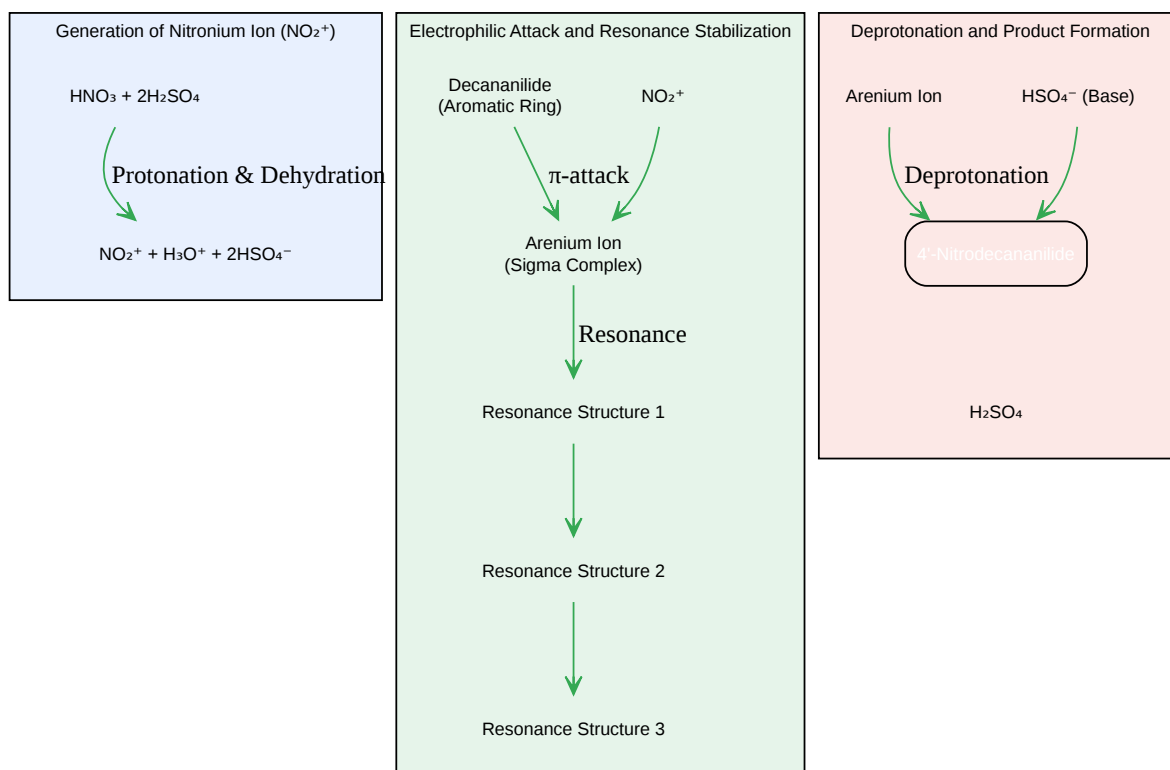 Generation of Nitronium Ion (NO₂⁺)
HNO₃ + 2H₂SO₄
Protonation & Dehydration
NO₂⁺ + H₃O⁺ + 2HSO₄⁻
Electrophilic Attack and Resonance Stabilization
Decananilide
(Aromatic Ring)
NO₂⁺
π-attack
Arenium Ion
(Sigma Complex)
Resonance
Resonance Structure 1
Resonance Structure 2
Resonance Structure 3
Deprotonation and Product Formation
Arenium Ion
HSO₄⁻ (Base)
Deprotonation
4'-Nitrodecananilide
H₂SO₄